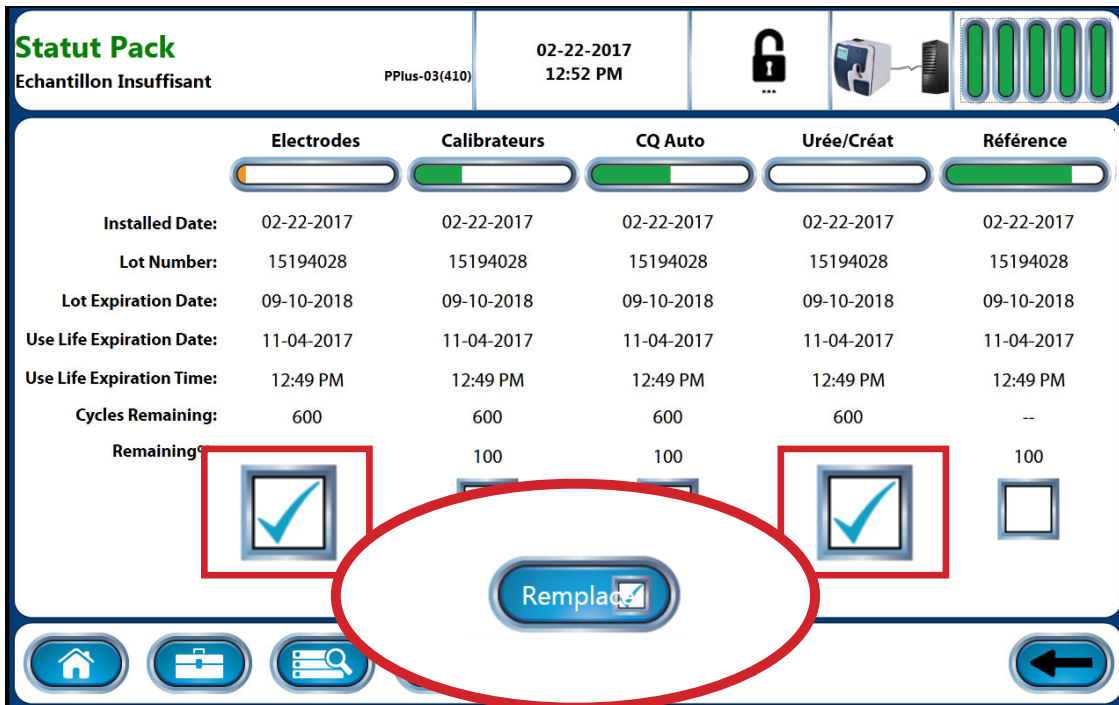 Statut Pack
Echantillon Insuffisant
PPlus-03(410)
02-22-2017
12:52 PM
...
Electrodes Calibrateurs CQ Auto Urée/Créat Référence
Installed Date: 02-22-2017 02-22-2017 02-22-2017 02-22-2017 02-22-2017
Lot Number: 15194028 15194028 15194028 15194028 15194028
Lot Expiration Date: 09-10-2018 09-10-2018 09-10-2018 09-10-2018 09-10-2018
Use Life Expiration Date: 11-04-2017 11-04-2017 11-04-2017 11-04-2017 11-04-2017
Use Life Expiration Time: 12:49 PM 12:49 PM 12:49 PM 12:49 PM 12:49 PM
Cycles Remaining: 600 600 600 600 --
Remaining 100 100 100